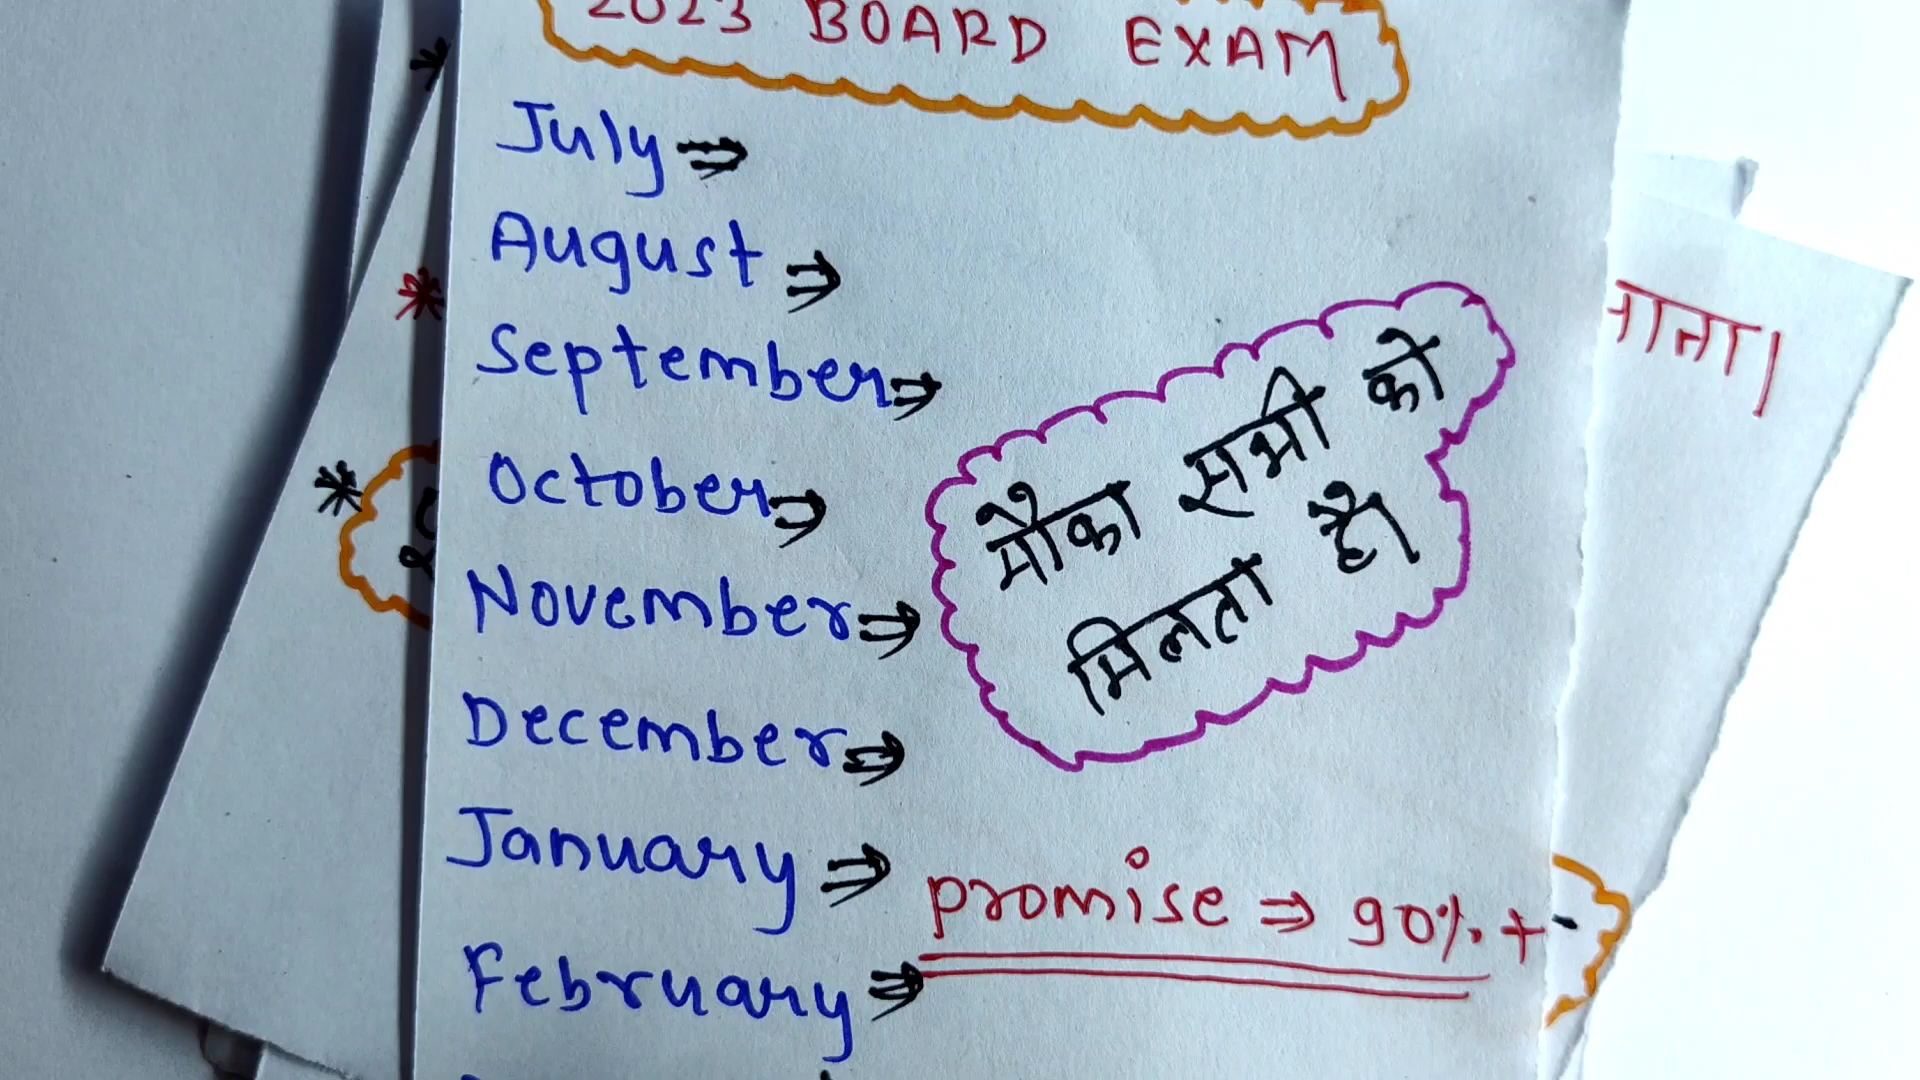 2023 BOARD EXAM
July ⇒
August ⇒
September ⇒
October ⇒
November ⇒
December ⇒
January ⇒
February ⇒
मौका सभी को
मिलता है।
promise ⇒ 90% +